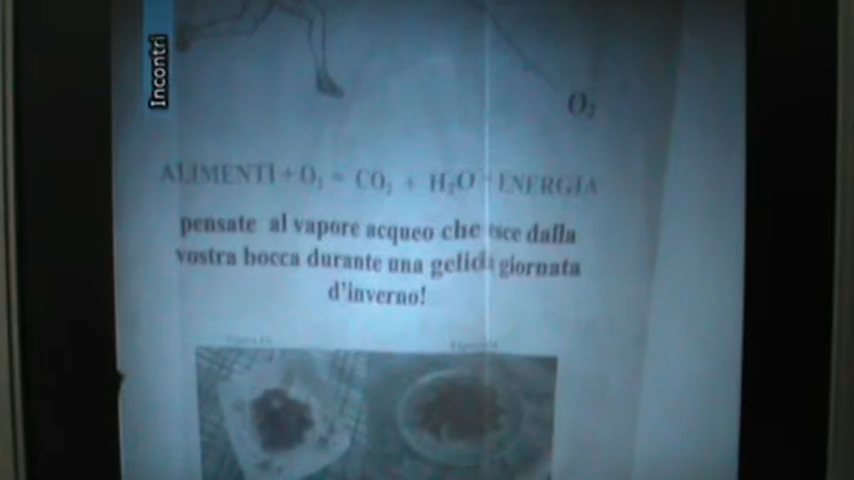 Incontri
O₂
ALIMENTI + O₂ = CO₂ + H₂O + ENERGIA
pensate al vapore acqueo che esce dalla
vostra bocca durante una gelida giornata
d'inverno!